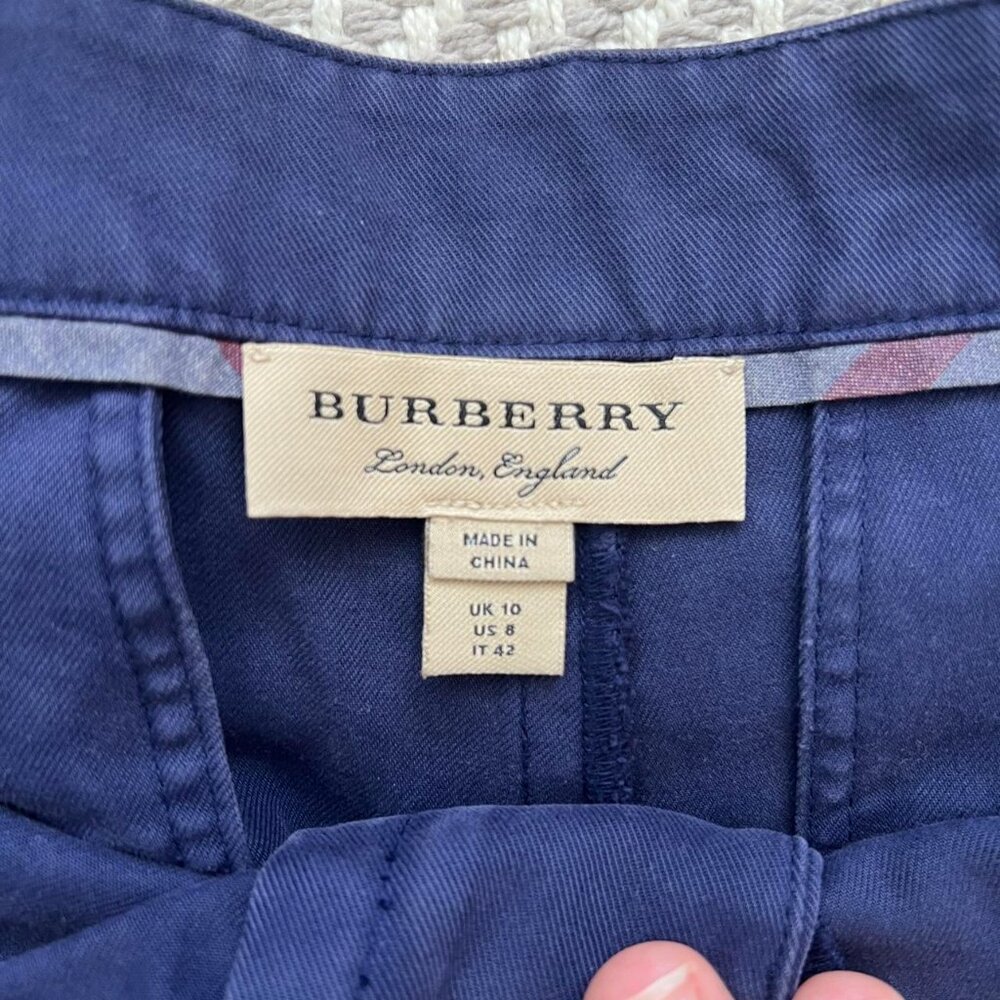 BURBERRY
London, England
MADE IN
CHINA
UK 10
US 8
IT 42